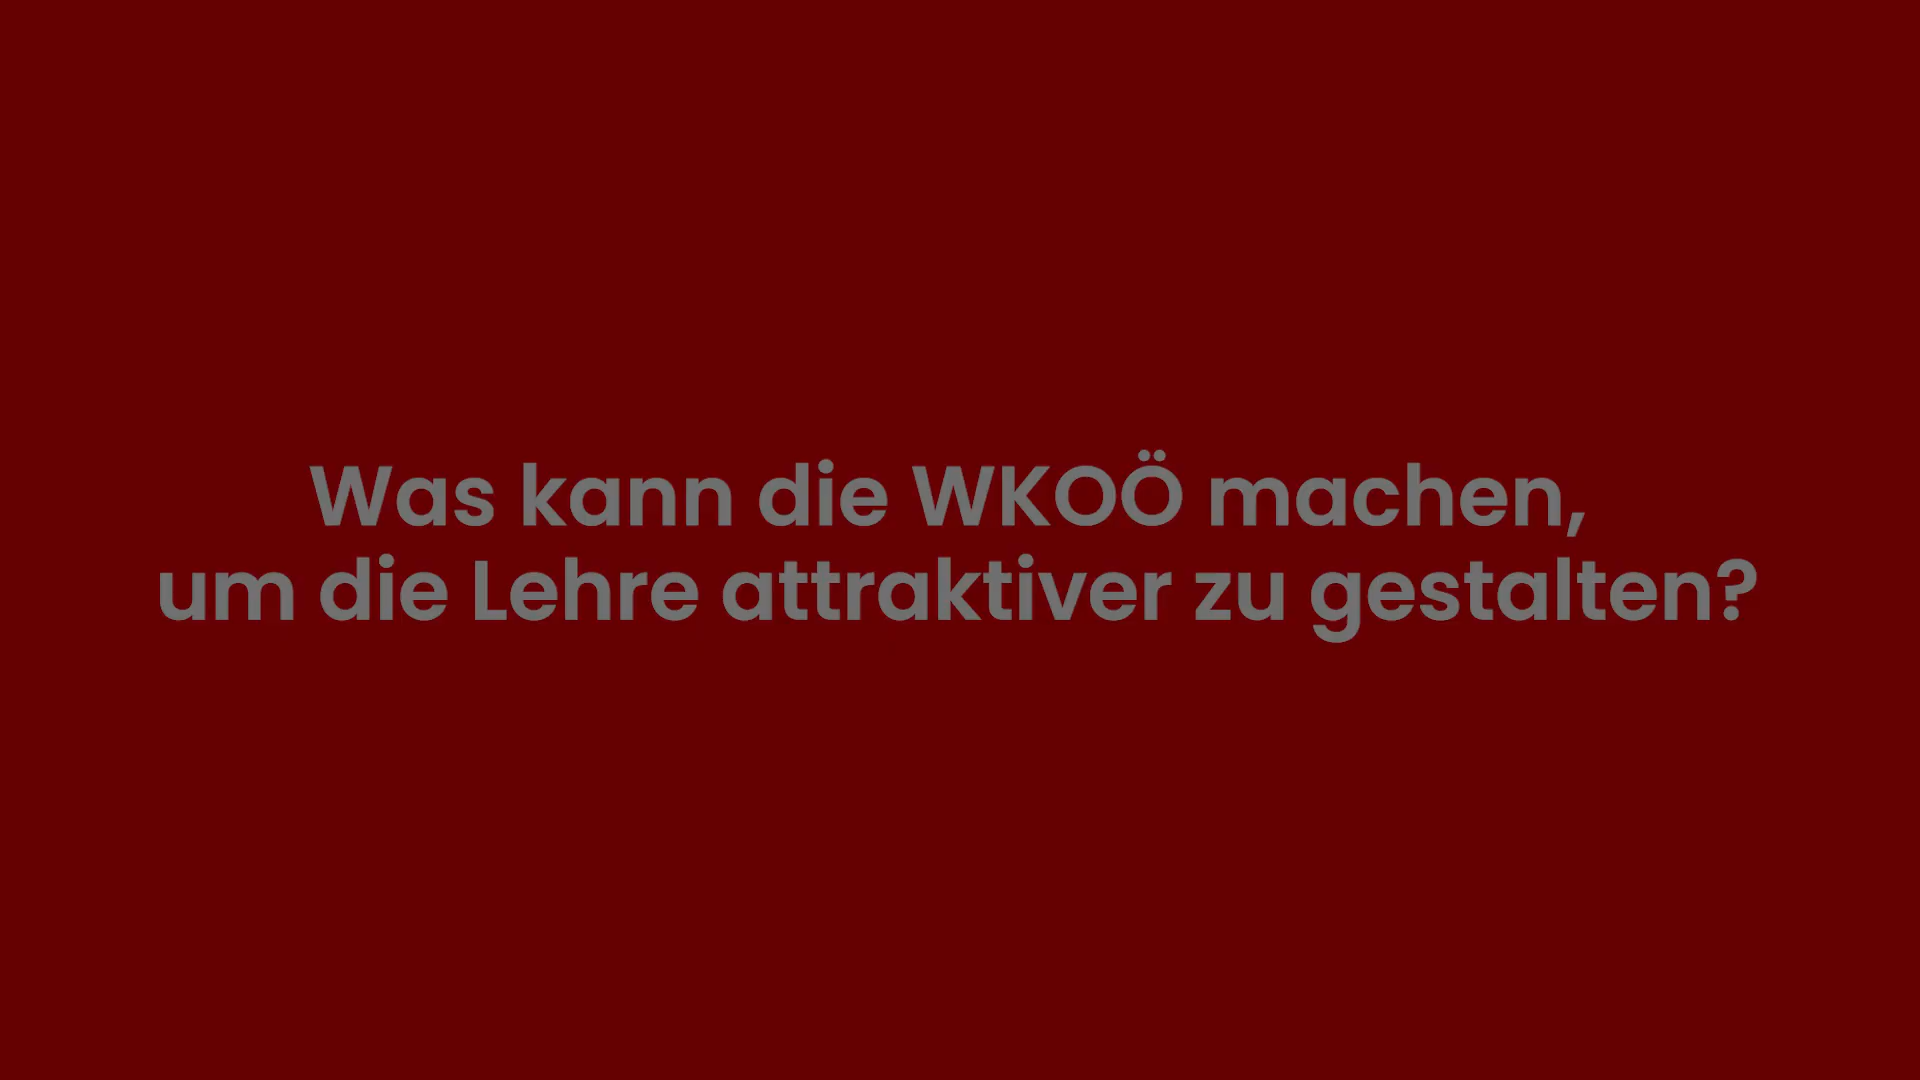 Was kann die WKOÖ machen,
um die Lehre attraktiver zu gestalten?